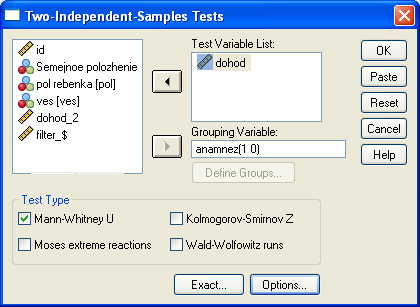 Two-Independent-Samples Tests
id
Semejnoe polozhenie
pol rebenka [pol]
ves [ves]
dohod_2
filter_$
Test Variable List:
dohod
Grouping Variable:
anamnez(1 0)
Define Groups...
OK
Paste
Reset
Cancel
Help
Test Type
Mann-Whitney U
Kolmogorov-Smirnov Z
Moses extreme reactions
Wald-Wolfowitz runs
Exact...
Options...